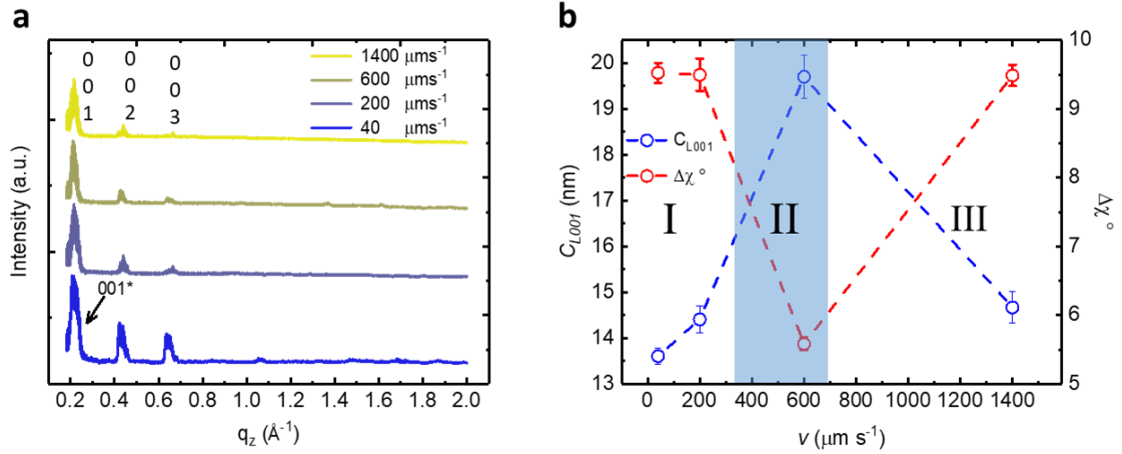 a
b
0 0 0
0 0 0
1 2 3
1400 μms-1
600 μms-1
200 μms-1
40 μms-1
001*
Intensity (a.u.)
0.2 0.4 0.6 0.8 1.0 1.2 1.4 1.6 1.8 2.0
qz (Å-1)
20
19
18
17
16
15
14
13
CL001 (nm)
CL001
Δχ°
I
II
III
10
9
8
7
6
5
Δχ°
0 200 400 600 800 1000 1200 1400
v (μm s-1)